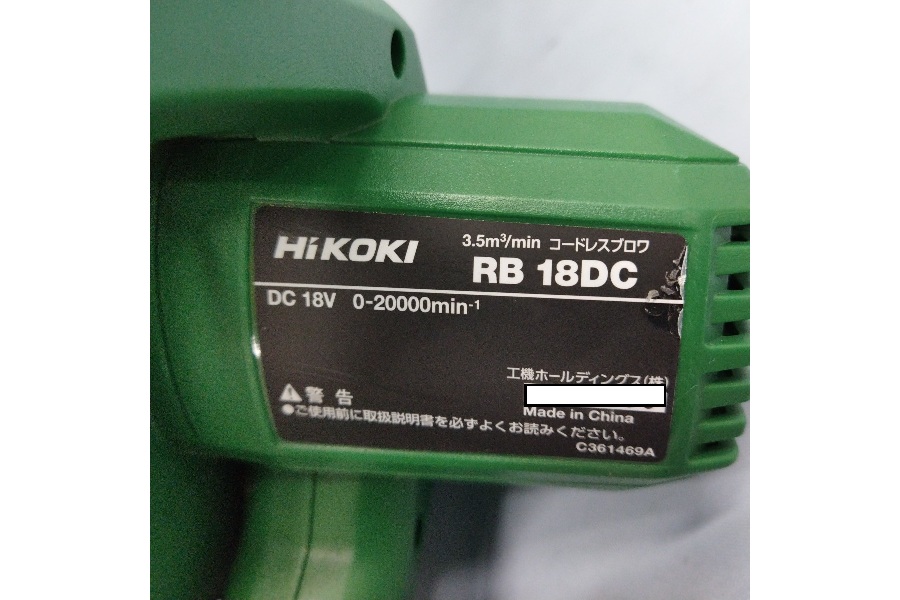 HiKOKI
3.5m³/min コードレスブロワ
RB 18DC
DC 18V 0-20000min⁻¹
工機ホールディングス(株)
警告
Made in China
●ご使用前に取扱説明書を必ずよくお読みください。
C361469A